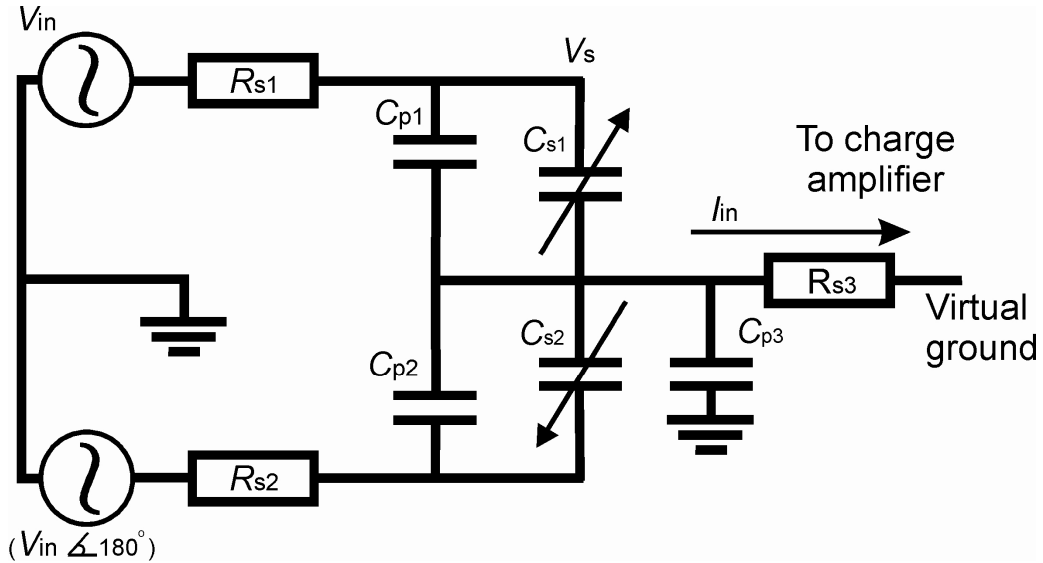 Vin
Rs1
Vs
Cp1
Cs1
To charge
amplifier
Iin
Rs3
Virtual
ground
Cs2
Cp3
Cp2
Rs2
(Vin ∡180°)